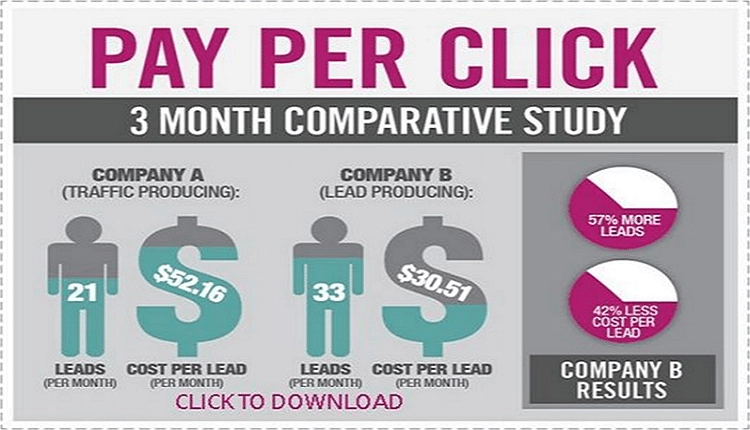 PAY PER CLICK
3 MONTH COMPARATIVE STUDY
COMPANY A
(TRAFFIC PRODUCING):
21
$52.16
LEADS
(PER MONTH)
COST PER LEAD
(PER MONTH)
COMPANY B
(LEAD PRODUCING):
33
$30.51
LEADS
(PER MONTH)
COST PER LEAD
(PER MONTH)
57% MORE
LEADS
42% LESS
COST PER
LEAD
COMPANY B
RESULTS
CLICK TO DOWNLOAD